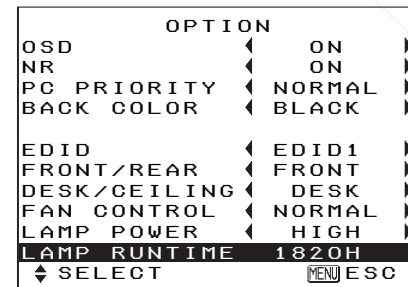 OPTION
OSD ON
NR ON
PC PRIORITY NORMAL
BACK COLOR BLACK
EDID EDID1
FRONT/REAR FRONT
DESK/CEILING DESK
FAN CONTROL NORMAL
LAMP POWER HIGH
LAMP RUNTIME 1820H
SELECT MENU ESC